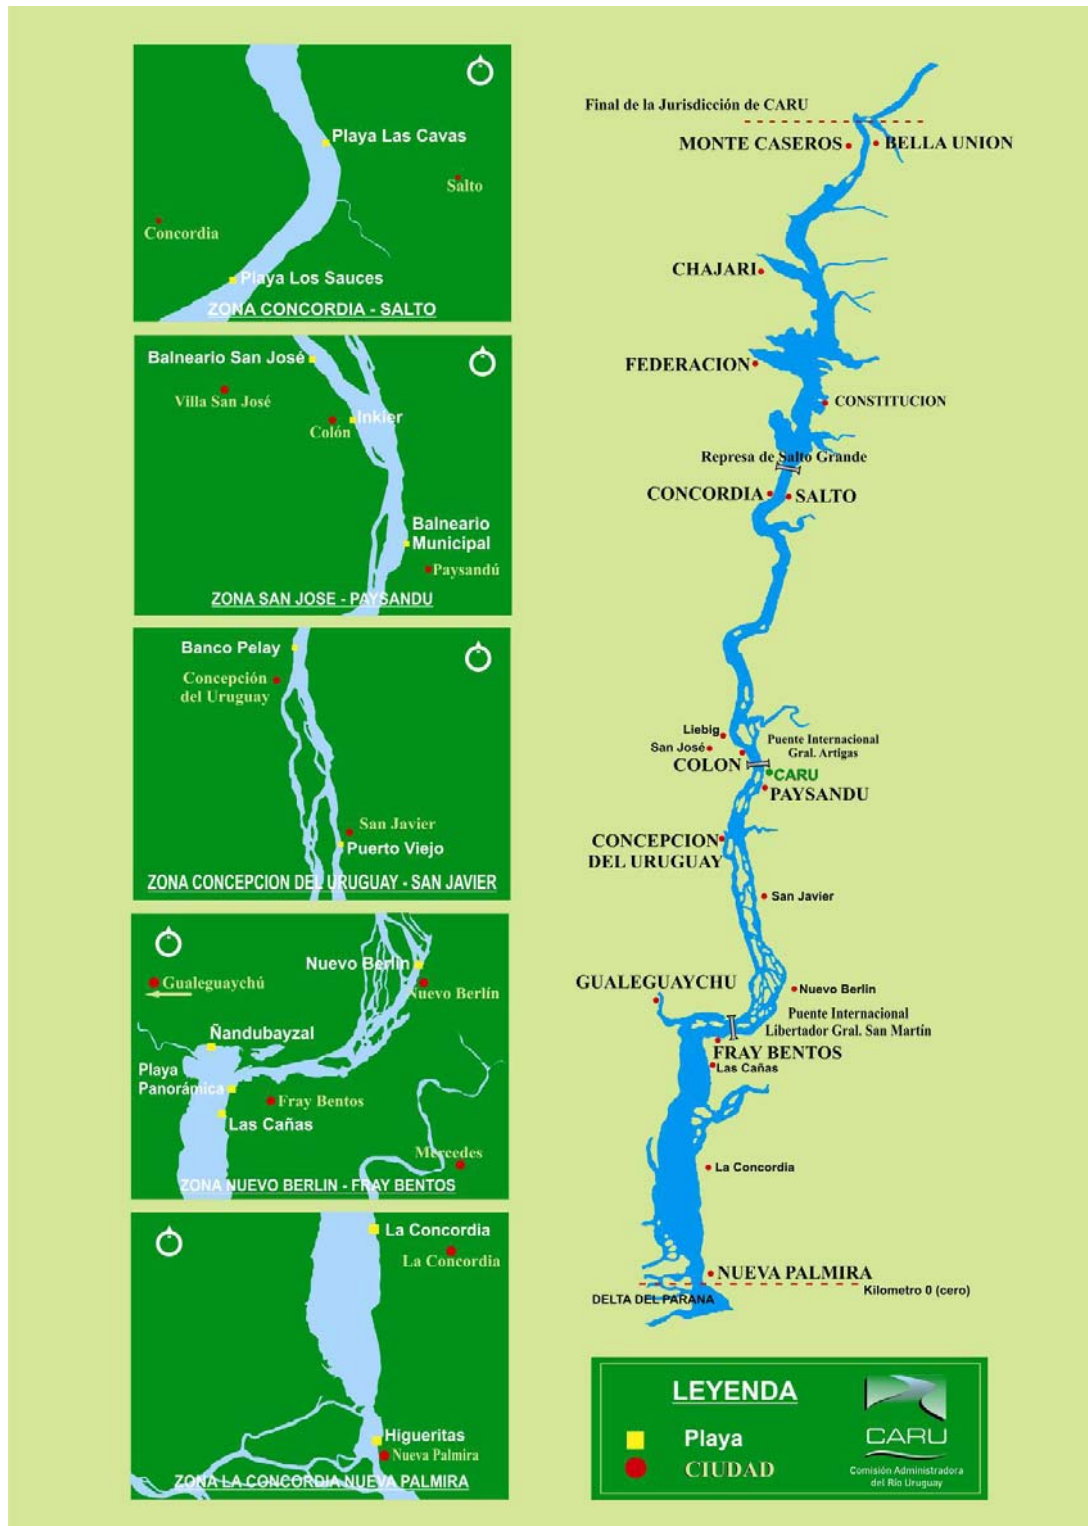 Playa Las Cavas
Salto
Concordia
Playa Los Sauces
ZONA CONCORDIA - SALTO
Balneario San José
Villa San José
Inkier
Colón
Balneario
Municipal
Paysandú
ZONA SAN JOSE - PAYSANDU
Banco Pelay
Concepción
del Uruguay
San Javier
Puerto Viejo
ZONA CONCEPCION DEL URUGUAY - SAN JAVIER
Nuevo Berlín
Gualeguaychú
Nuevo Berlín
Ñandubayzal
Playa
Panorámica
Fray Bentos
Las Cañas
Mercedes
ZONA NUEVO BERLIN - FRAY BENTOS
La Concordia
La Concordia
Higueritas
Nueva Palmira
ZONA LA CONCORDIA NUEVA PALMIRA
Final de la Jurisdicción de CARU
MONTE CASEROS
BELLA UNION
CHAJARI
FEDERACION
CONSTITUCION
Represa de Salto Grande
CONCORDIA
SALTO
Liebig
San José
Puente Internacional
Gral. Artigas
COLON
CARU
PAYSANDU
CONCEPCION
DEL URUGUAY
San Javier
GUALEGUAYCHU
Nuevo Berlin
Puente Internacional
Libertador Gral. San Martín
FRAY BENTOS
Las Cañas
La Concordia
NUEVA PALMIRA
Kilometro 0 (cero)
DELTA DEL PARANA
LEYENDA
Playa
CIUDAD
CARU
Comisión Administradora
del Río Uruguay